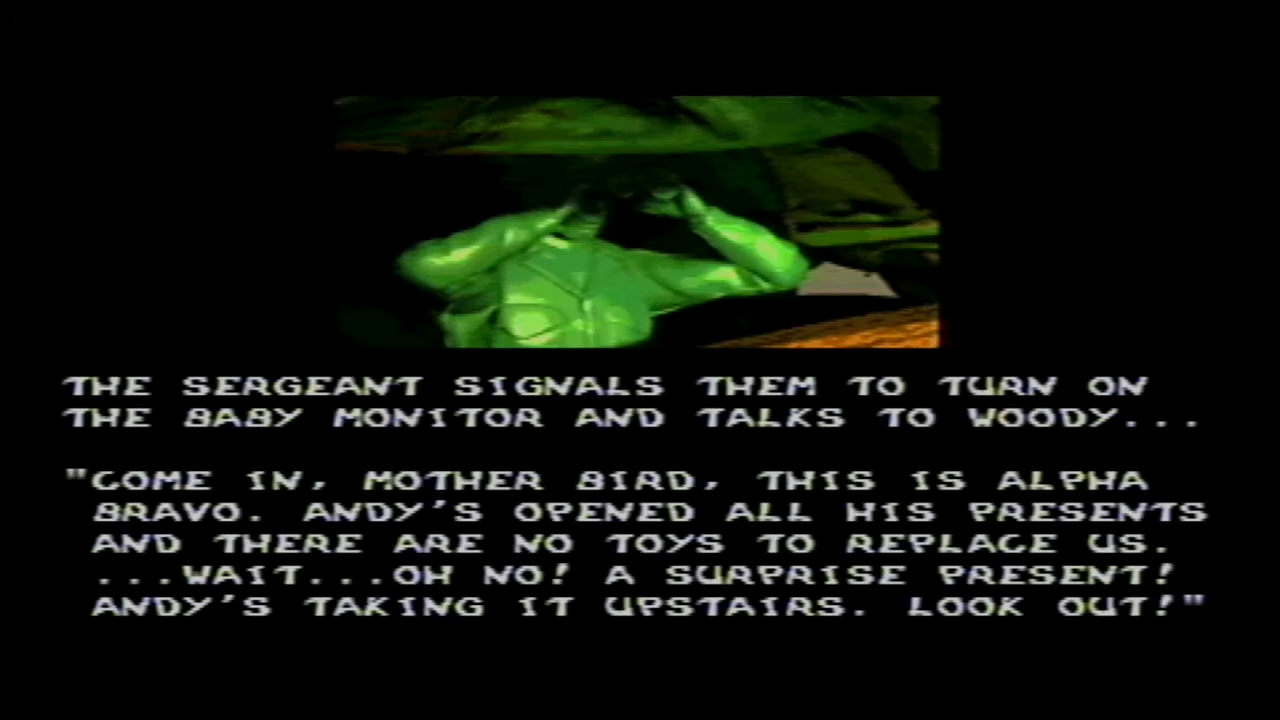 THE SERGEANT SIGNALS THEM TO TURN ON
THE BABY MONITOR AND TALKS TO WOODY...
"COME IN, MOTHER BIRD, THIS IS ALPHA
BRAVO. ANDY'S OPENED ALL HIS PRESENTS
AND THERE ARE NO TOYS TO REPLACE US.
...WAIT...OH NO! A SURPRISE PRESENT!
ANDY'S TAKING IT UPSTAIRS. LOOK OUT!"